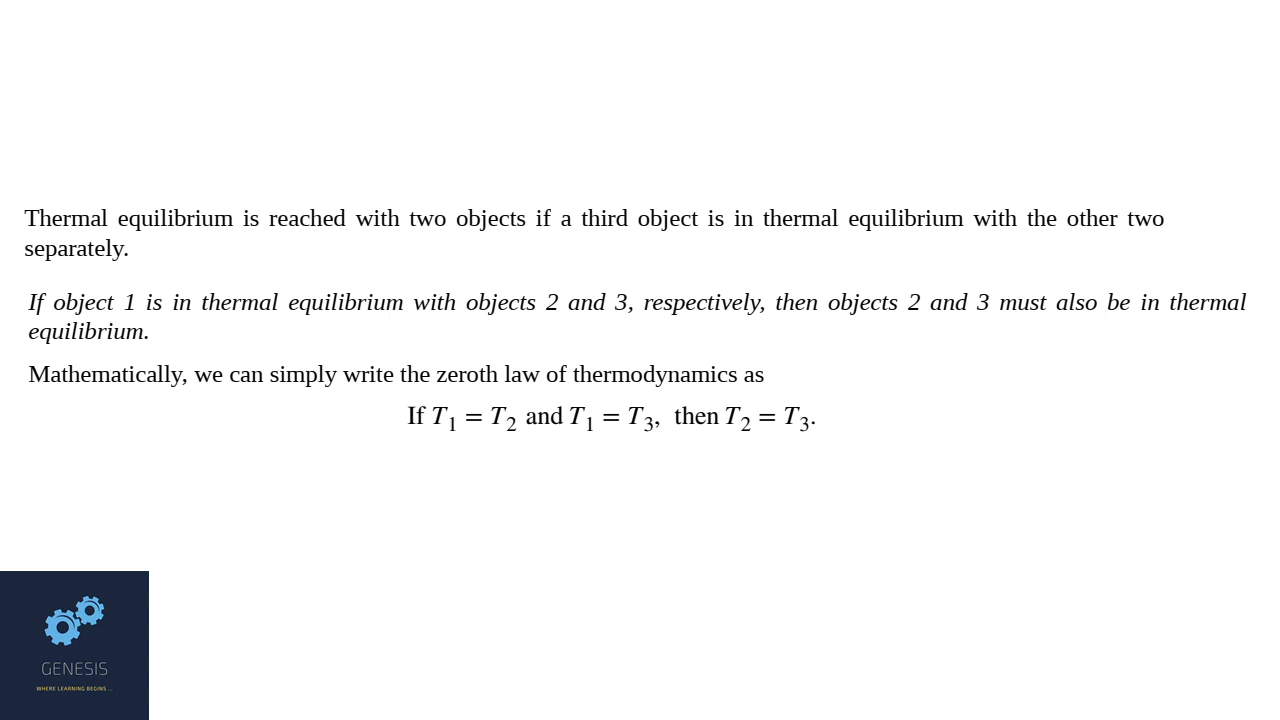 Thermal equilibrium is reached with two objects if a third object is in thermal equilibrium with the other two
separately.
If object 1 is in thermal equilibrium with objects 2 and 3, respectively, then objects 2 and 3 must also be in thermal
equilibrium.
Mathematically, we can simply write the zeroth law of thermodynamics as
If T₁ = T₂ and T₁ = T₃, then T₂ = T₃.
GENESIS
WHERE LEARNING BEGINS ...